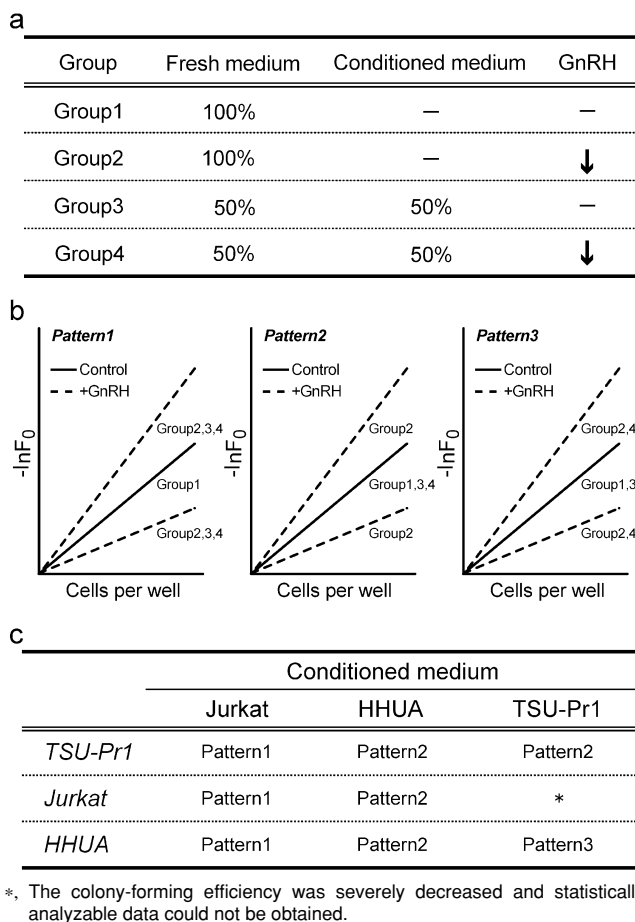 a
Group Fresh medium Conditioned medium GnRH
Group1 100% — —
Group2 100% — ↓
Group3 50% 50% —
Group4 50% 50% ↓
b
Pattern1
Control
+GnRH
Group2,3,4
Group1
Group2,3,4
-lnF0
Cells per well
Pattern2
Control
+GnRH
Group2
Group1,3,4
Group2
-lnF0
Cells per well
Pattern3
Control
+GnRH
Group2,4
Group1,3
Group2,4
-lnF0
Cells per well
c
Conditioned medium
Jurkat HHUA TSU-Pr1
TSU-Pr1 Pattern1 Pattern2 Pattern2
Jurkat Pattern1 Pattern2 *
HHUA Pattern1 Pattern2 Pattern3
*, The colony-forming efficiency was severely decreased and statisticall
analyzable data could not be obtained.